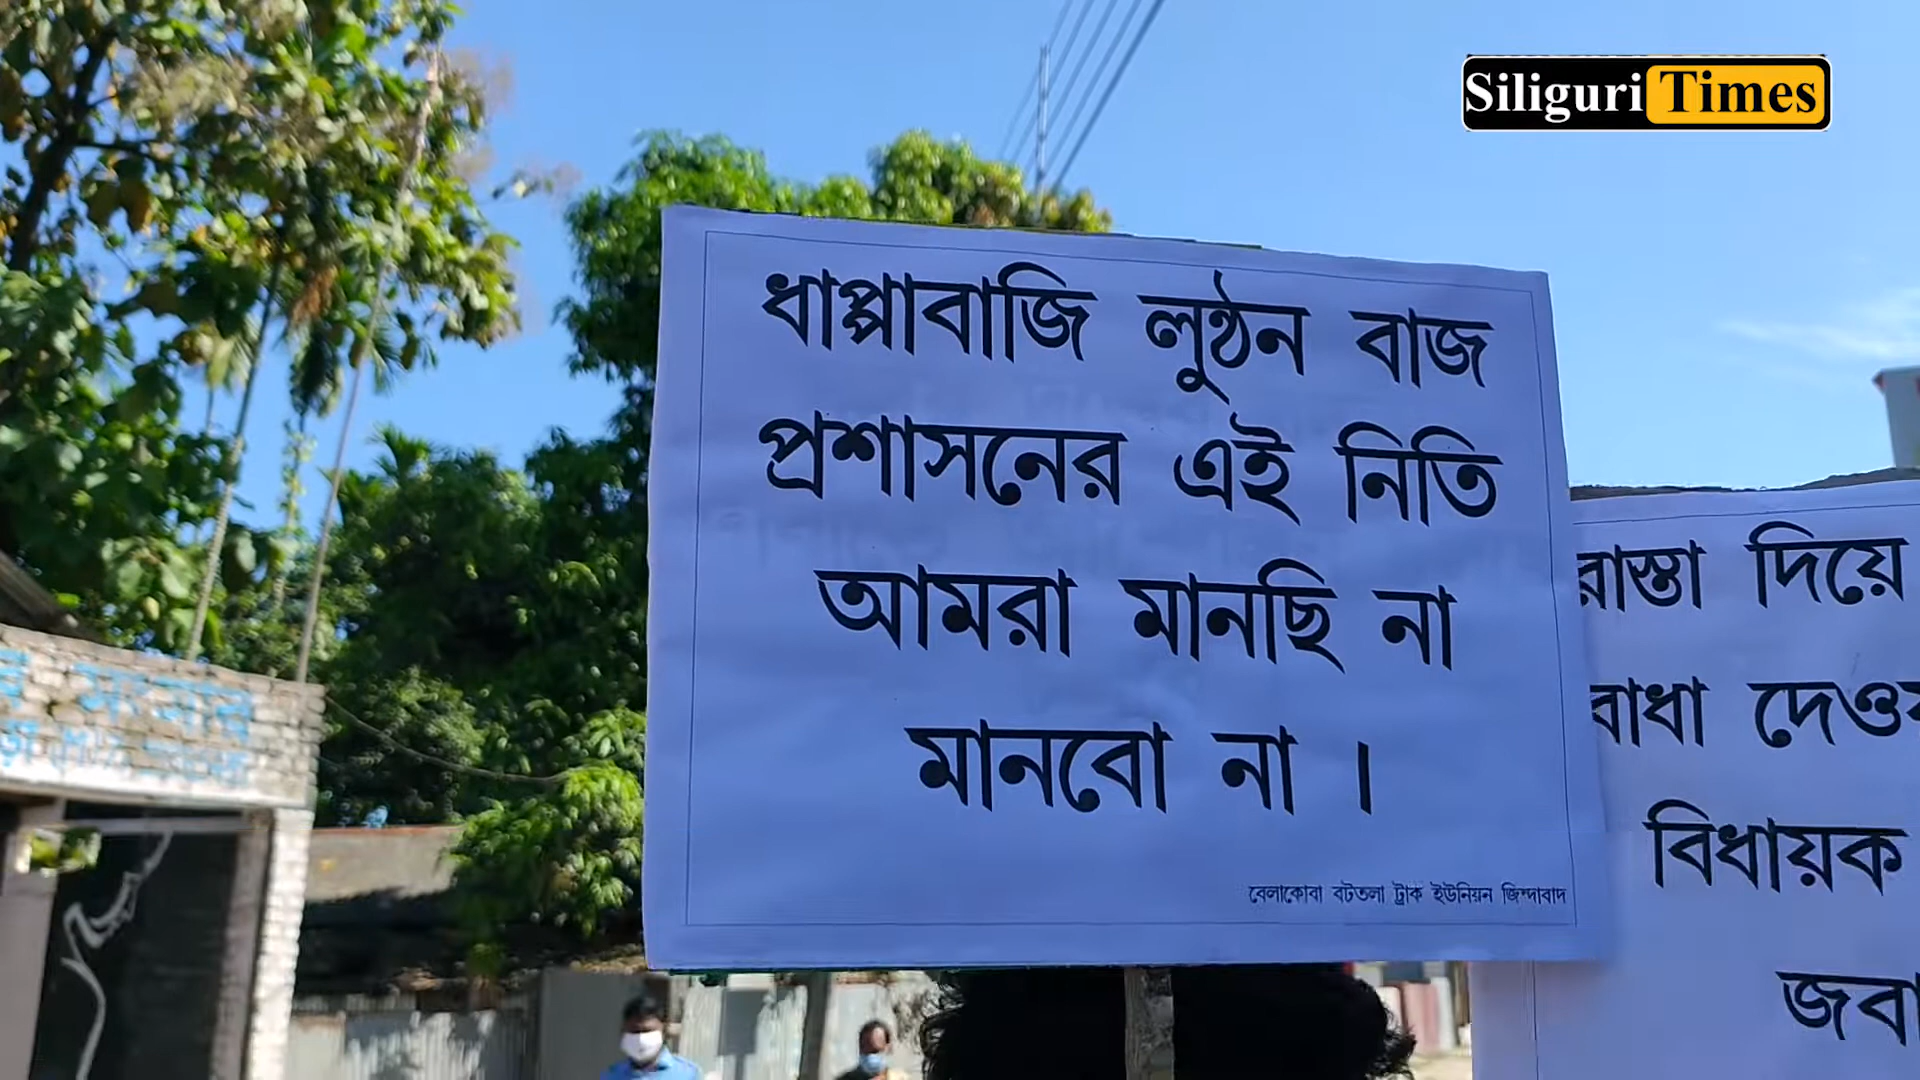 Siliguri Times
ধাপ্পাবাজি লুণ্ঠন বাজ
প্রশাসনের এই নিতি
আমরা মানছি না
মানবো না ।
বেলাকোবা বটতলা ট্রাক ইউনিয়ন জিন্দাবাদ
রাস্তা দিয়ে
বাধা
বিধায়ক